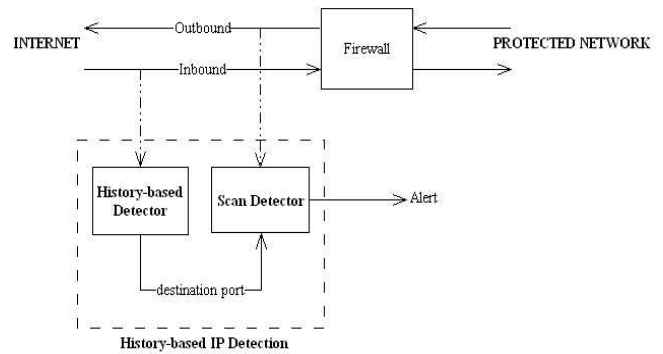 Outbound
INTERNET
Firewall
PROTECTED NETWORK
Inbound
History-based
Detector
Scan Detector
Alert
destination port
History-based IP Detection